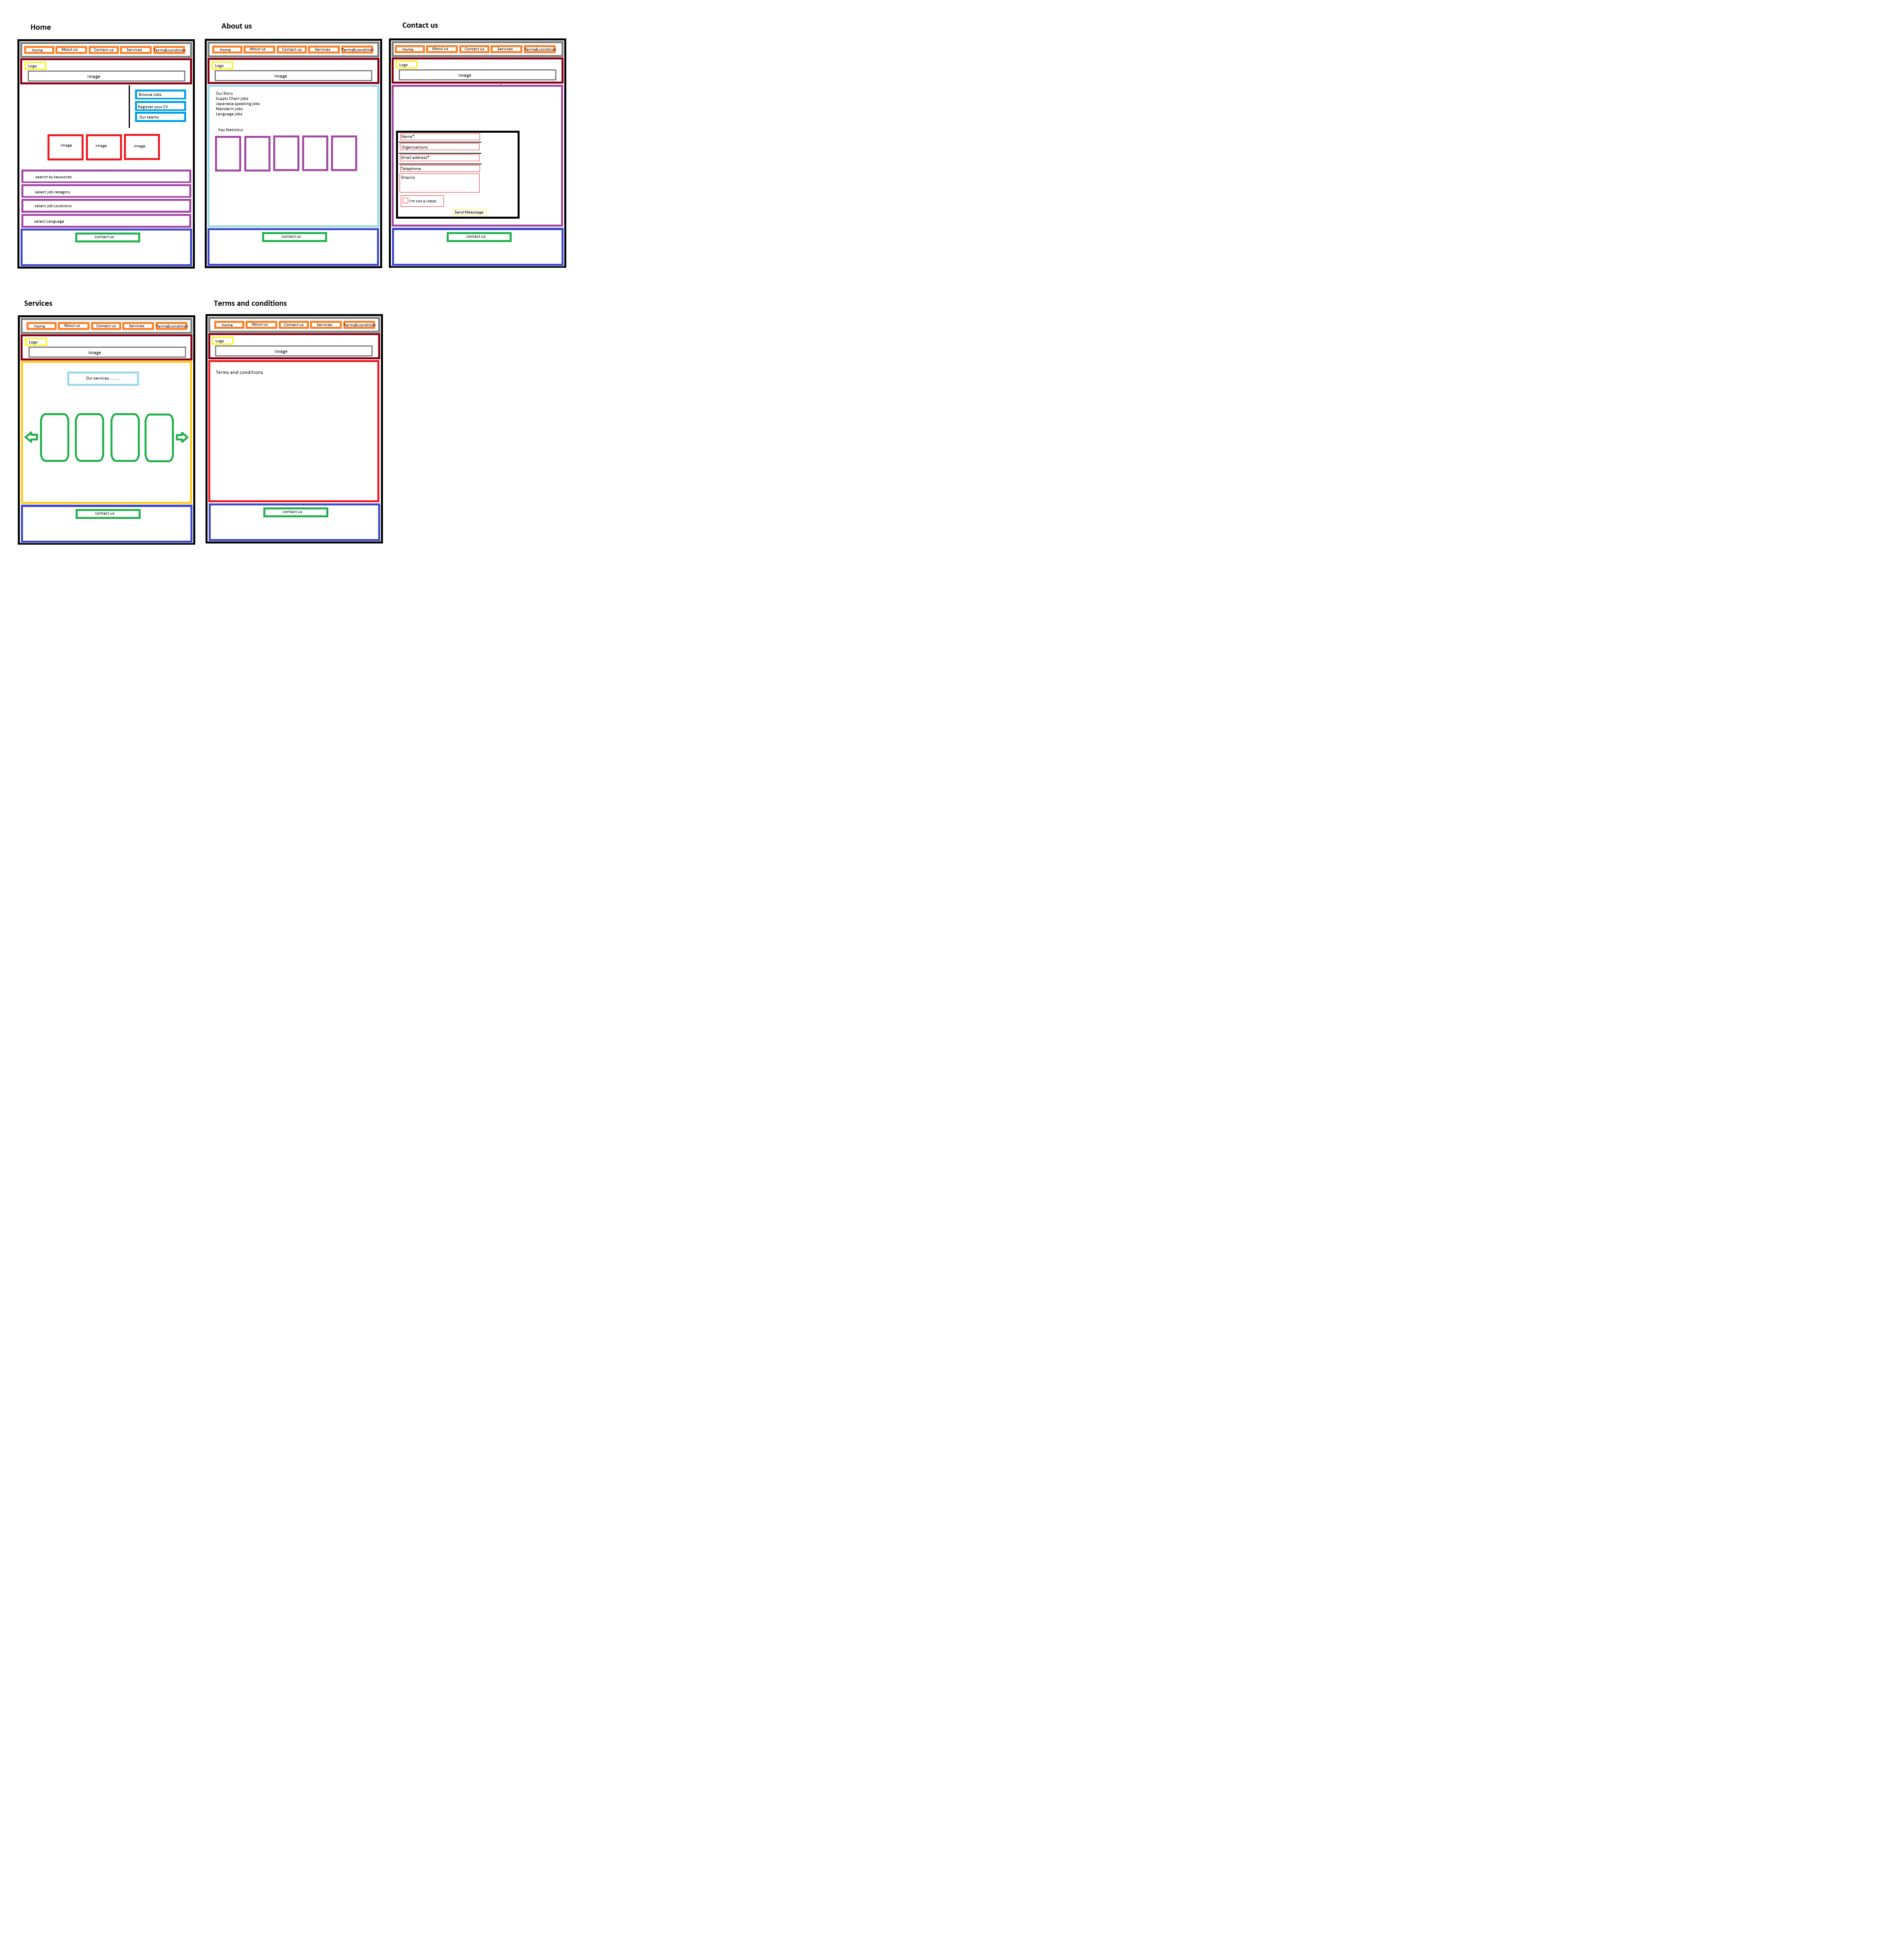 Home
Home About us Contact us Services Terms&condition
Logo
image
Browse Jobs
Register your CV
Our teams
image image image
search by keywords
select job category
select job Locations
select Language
contact us
About us
Home About us Contact us Services Terms&condition
Logo
image
Our Story
Supply Chain jobs
Japanese speaking jobs
Mandarin jobs
Language jobs
Key Statistics
contact us
Contact us
Home About us Contact us Services Terms&condition
Logo
image
Name*
Organisations
Email address*
Telephone
Enquiry
I'm not a robot
Send Meassage
contact us
Services
Home About us Contact us Services Terms&condition
Logo
image
Our services...........
contact us
Terms and conditions
Home About us Contact us Services Terms&condition
Logo
image
Terms and conditions
contact us